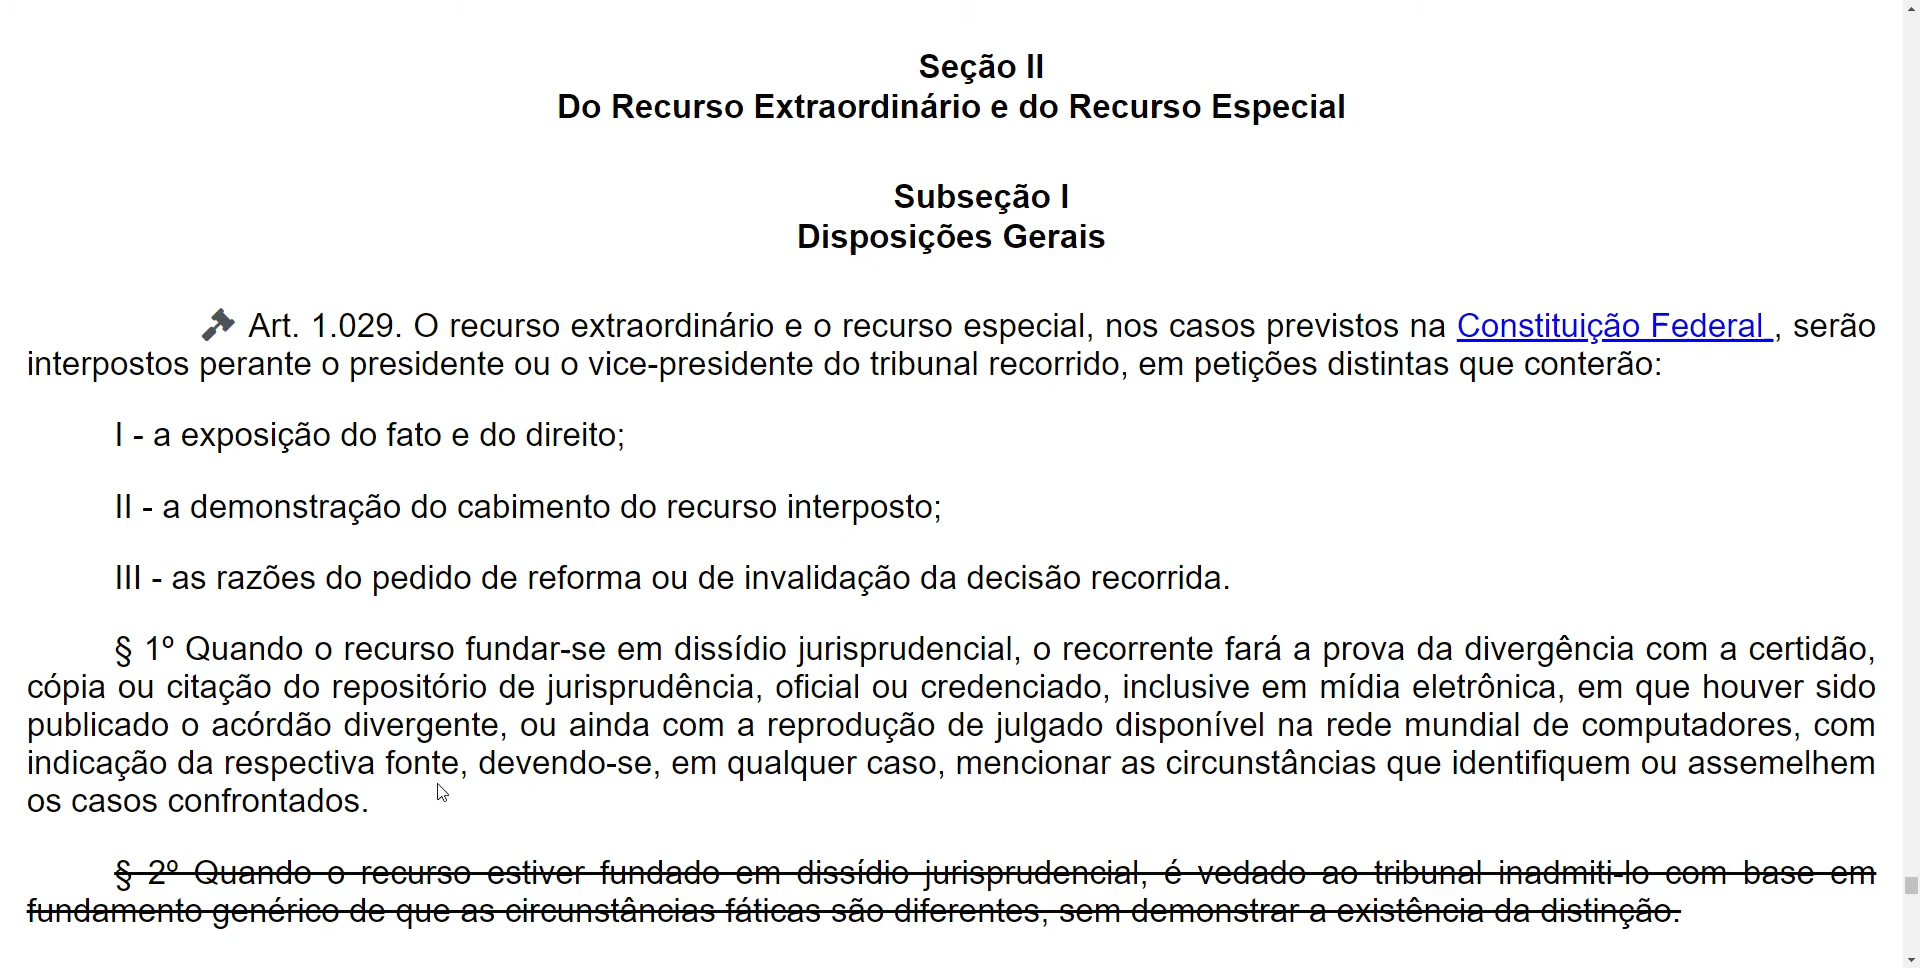 Seção II
Do Recurso Extraordinário e do Recurso Especial
Subseção I
Disposições Gerais
Art. 1.029. O recurso extraordinário e o recurso especial, nos casos previstos na Constituição Federal , serão
interpostos perante o presidente ou o vice-presidente do tribunal recorrido, em petições distintas que conterão:
I - a exposição do fato e do direito;
II - a demonstração do cabimento do recurso interposto;
III - as razões do pedido de reforma ou de invalidação da decisão recorrida.
§ 1º Quando o recurso fundar-se em dissídio jurisprudencial, o recorrente fará a prova da divergência com a certidão,
cópia ou citação do repositório de jurisprudência, oficial ou credenciado, inclusive em mídia eletrônica, em que houver sido
publicado o acórdão divergente, ou ainda com a reprodução de julgado disponível na rede mundial de computadores, com
indicação da respectiva fonte, devendo-se, em qualquer caso, mencionar as circunstâncias que identifiquem ou assemelhem
os casos confrontados.
§ 2º Quando o recurso estiver fundado em dissídio jurisprudencial, é vedado ao tribunal inadmiti-lo com base em
fundamento genérico de que as circunstâncias fáticas são diferentes, sem demonstrar a existência da distinção.